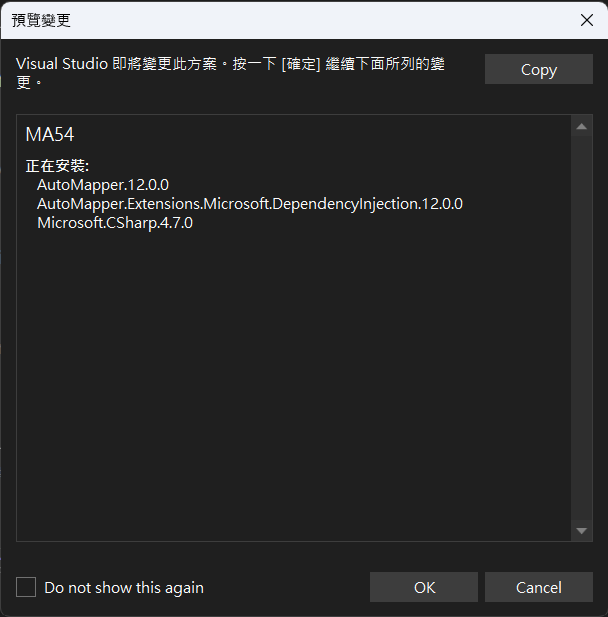 預覽變更
Visual Studio 即將變更此方案。按一下 [確定] 繼續下面所列的變
更。
Copy
MA54
正在安裝:
AutoMapper.12.0.0
AutoMapper.Extensions.Microsoft.DependencyInjection.12.0.0
Microsoft.CSharp.4.7.0
Do not show this again
OK
Cancel